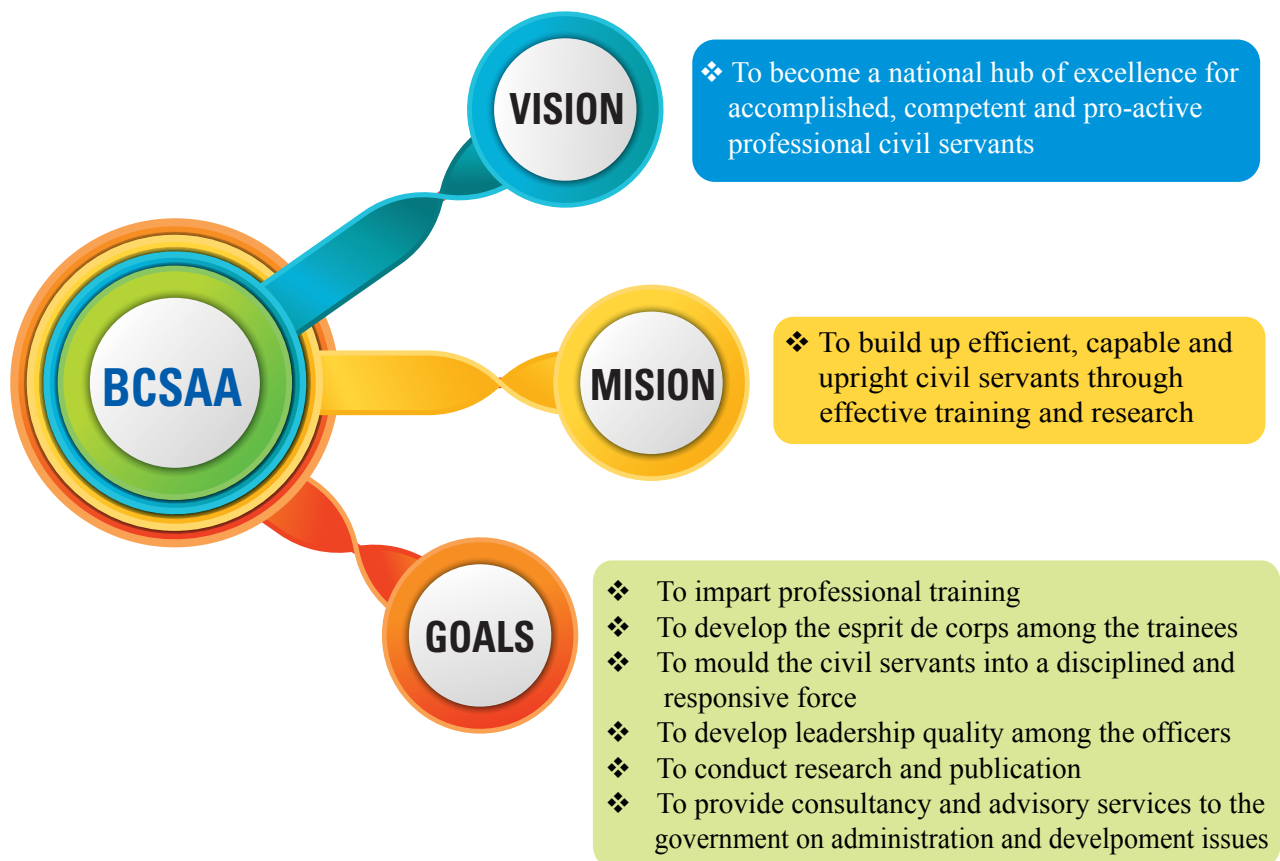 VISION
❖ To become a national hub of excellence for
accomplished, competent and pro-active
professional civil servants
BCSAA
MISION
❖ To build up efficient, capable and
upright civil servants through
effective training and research
GOALS
❖ To impart professional training
❖ To develop the esprit de corps among the trainees
❖ To mould the civil servants into a disciplined and
responsive force
❖ To develop leadership quality among the officers
❖ To conduct research and publication
❖ To provide consultancy and advisory services to the
government on administration and develpoment issues